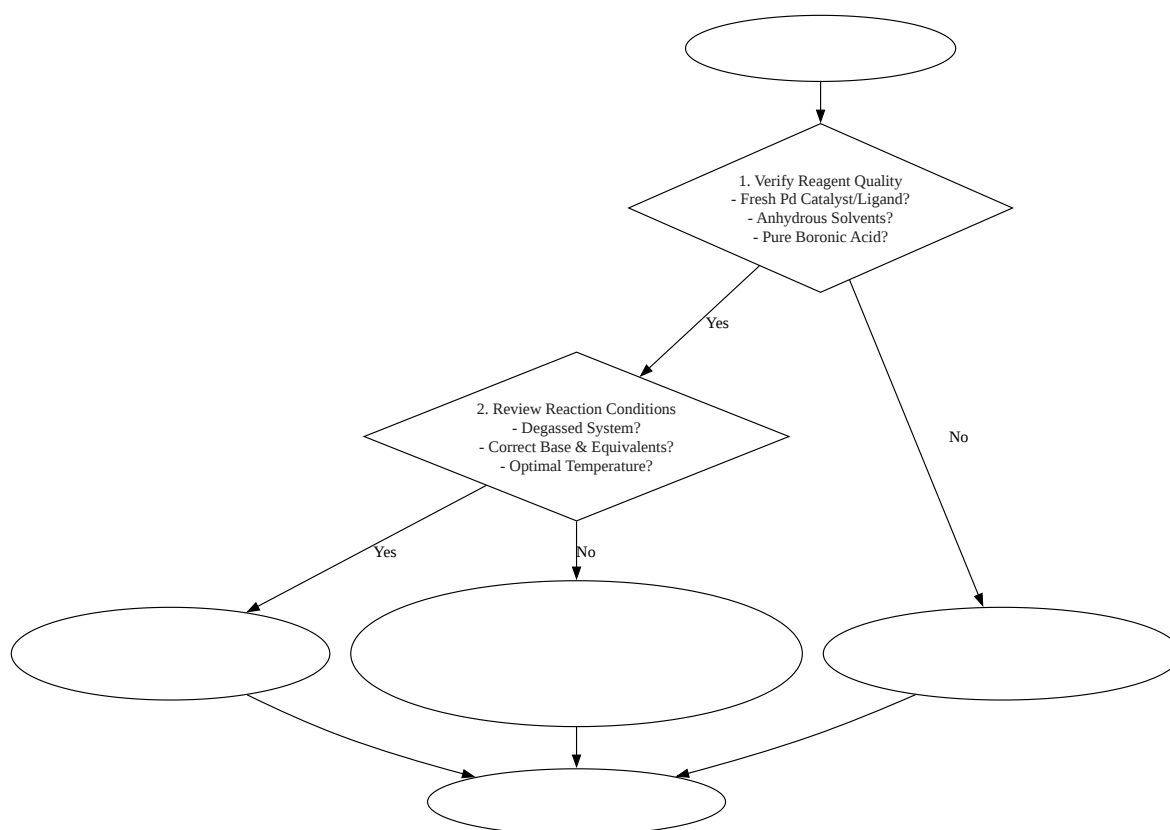 1. Verify Reagent Quality
- Fresh Pd Catalyst/Ligand?
- Anhydrous Solvents?
- Pure Boronic Acid?
Yes
2. Review Reaction Conditions
- Degassed System?
- Correct Base & Equivalents?
- Optimal Temperature?
No
Yes
No